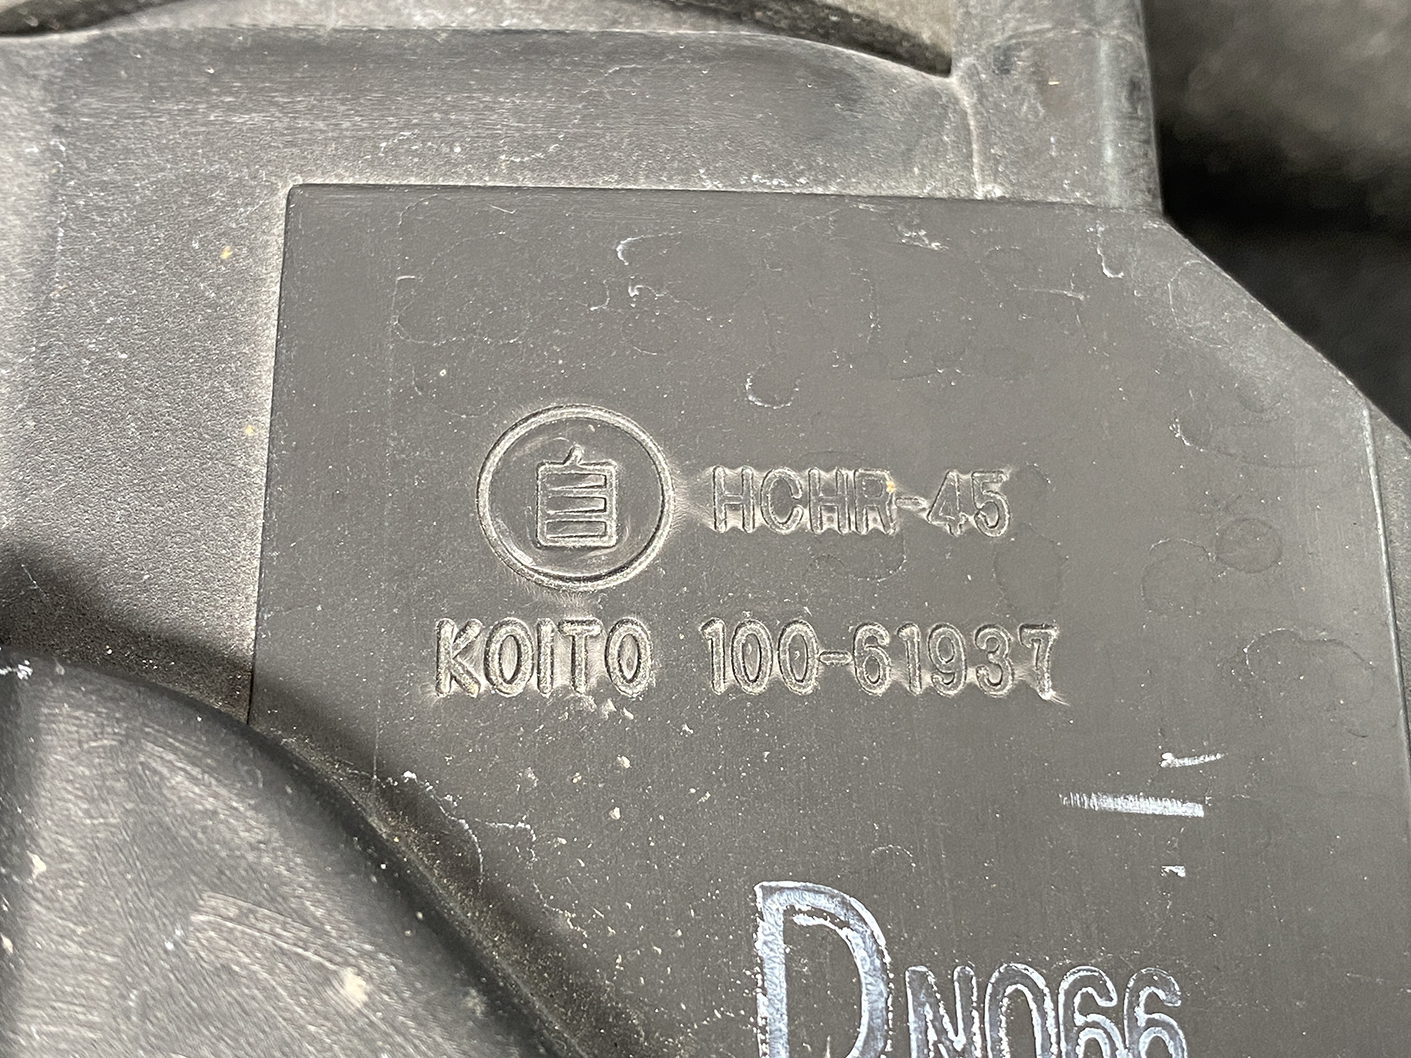 自 HCHR-45
KOITO 100-61937
DN066